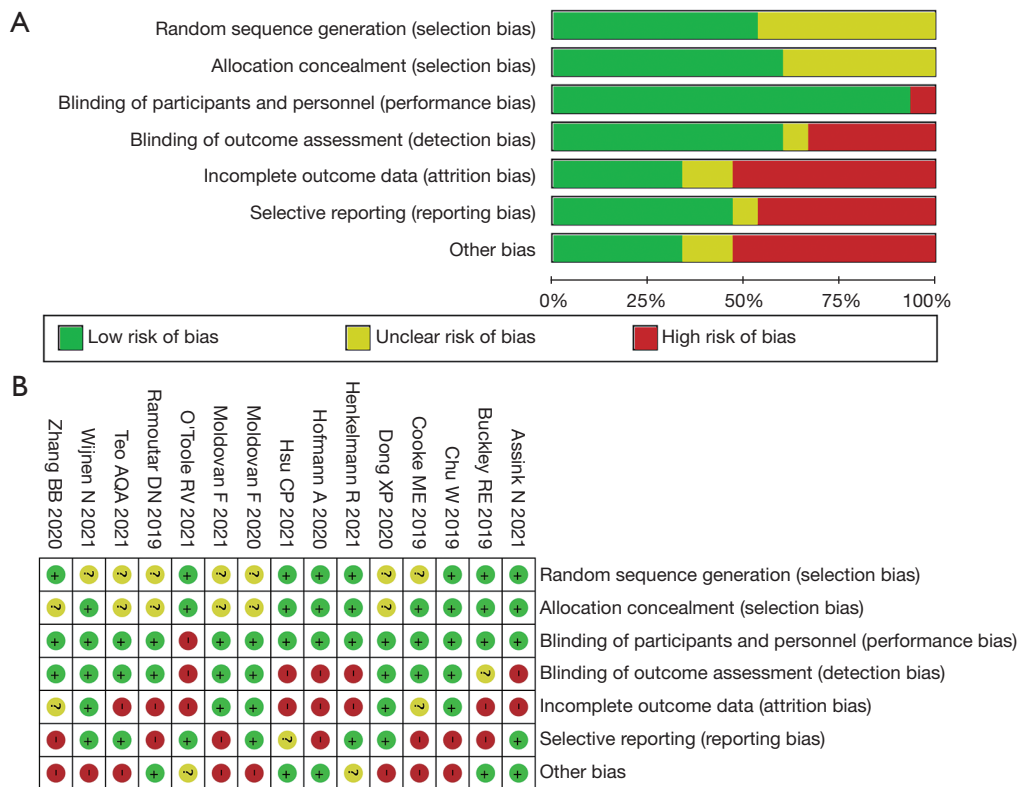 A
Random sequence generation (selection bias)
Allocation concealment (selection bias)
Blinding of participants and personnel (performance bias)
Blinding of outcome assessment (detection bias)
Incomplete outcome data (attrition bias)
Selective reporting (reporting bias)
Other bias
0% 25% 50% 75% 100%
Low risk of bias Unclear risk of bias High risk of bias
B
Zhang BB 2020
Wijnen N 2021
Teo AQA 2021
Ramoutar DN 2019
O'Toole RV 2021
Moldovan F 2021
Moldovan F 2020
Hsu CP 2021
Hofmann A 2020
Henkelmann R 2021
Dong XP 2020
Cooke ME 2019
Chu W 2019
Buckley RE 2019
Assink N 2021
+ ? ? ? + ? ? + + + ? ? + + + Random sequence generation (selection bias)
? + ? ? + ? ? + + + ? + + + + Allocation concealment (selection bias)
+ + + + - + + + + + + + + + + Blinding of participants and personnel (performance bias)
+ + + + - + + - - - + + + ? - Blinding of outcome assessment (detection bias)
? + - - - + + - - - + ? + - - Incomplete outcome data (attrition bias)
- + + - + - + ? - + + - - - + Selective reporting (reporting bias)
- - - + ? - - + + ? - - - + + Other bias